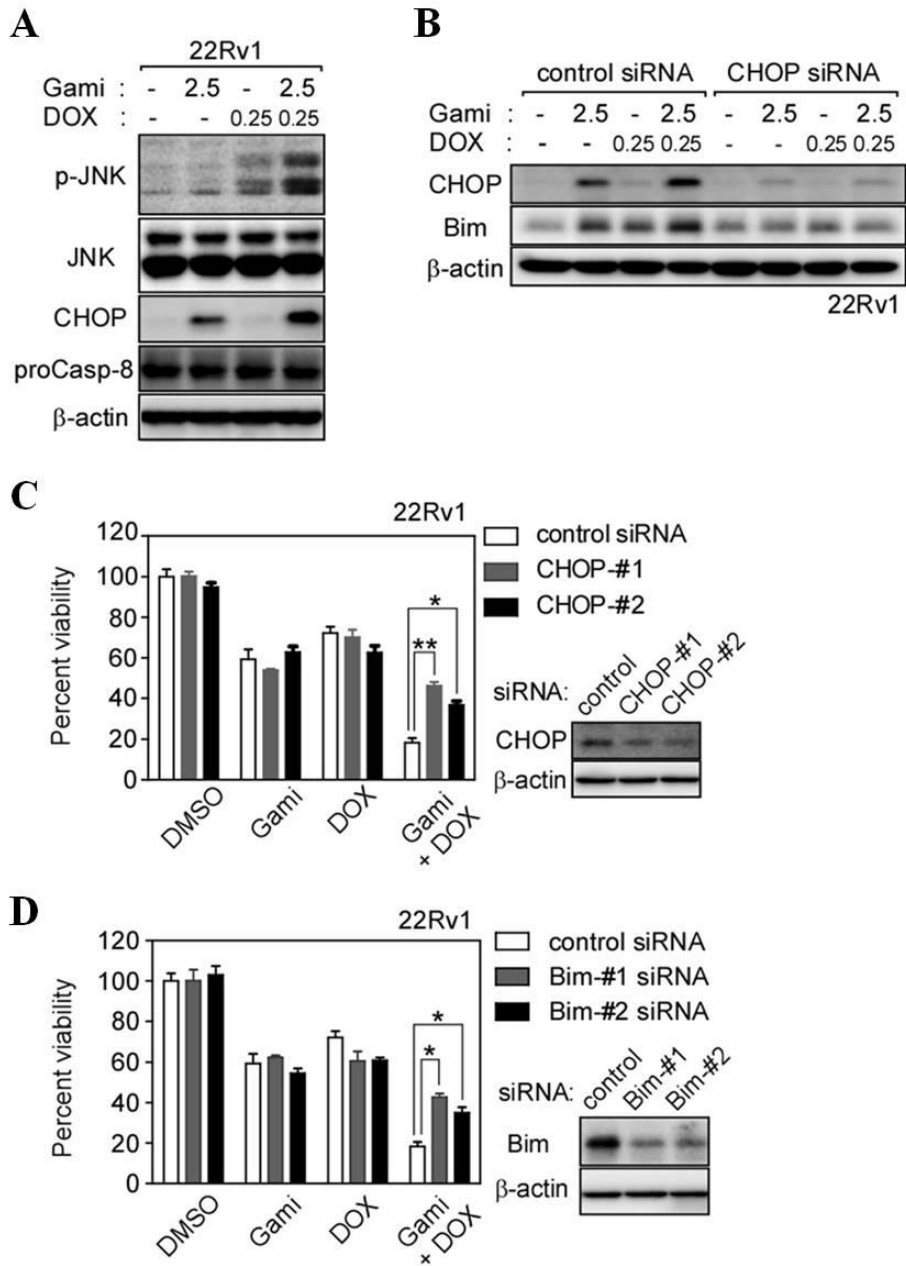 A
22Rv1
Gami : - 2.5 - 2.5
DOX : - - 0.25 0.25
p-JNK
JNK
CHOP
proCasp-8
β-actin
B
control siRNA CHOP siRNA
Gami : - 2.5 - 2.5 - 2.5 - 2.5
DOX : - - 0.25 0.25 - - 0.25 0.25
CHOP
Bim
β-actin
22Rv1
C
22Rv1
Percent viability
120
100
80
60
40
20
0
DMSO
Gami
DOX
Gami
+ DOX
**
*
control siRNA
CHOP-#1
CHOP-#2
siRNA: control CHOP-#1 CHOP-#2
CHOP
β-actin
D
22Rv1
Percent viability
120
100
80
60
40
20
0
DMSO
Gami
DOX
Gami
+ DOX
*
*
control siRNA
Bim-#1 siRNA
Bim-#2 siRNA
siRNA: control Bim-#1 Bim-#2
Bim
β-actin